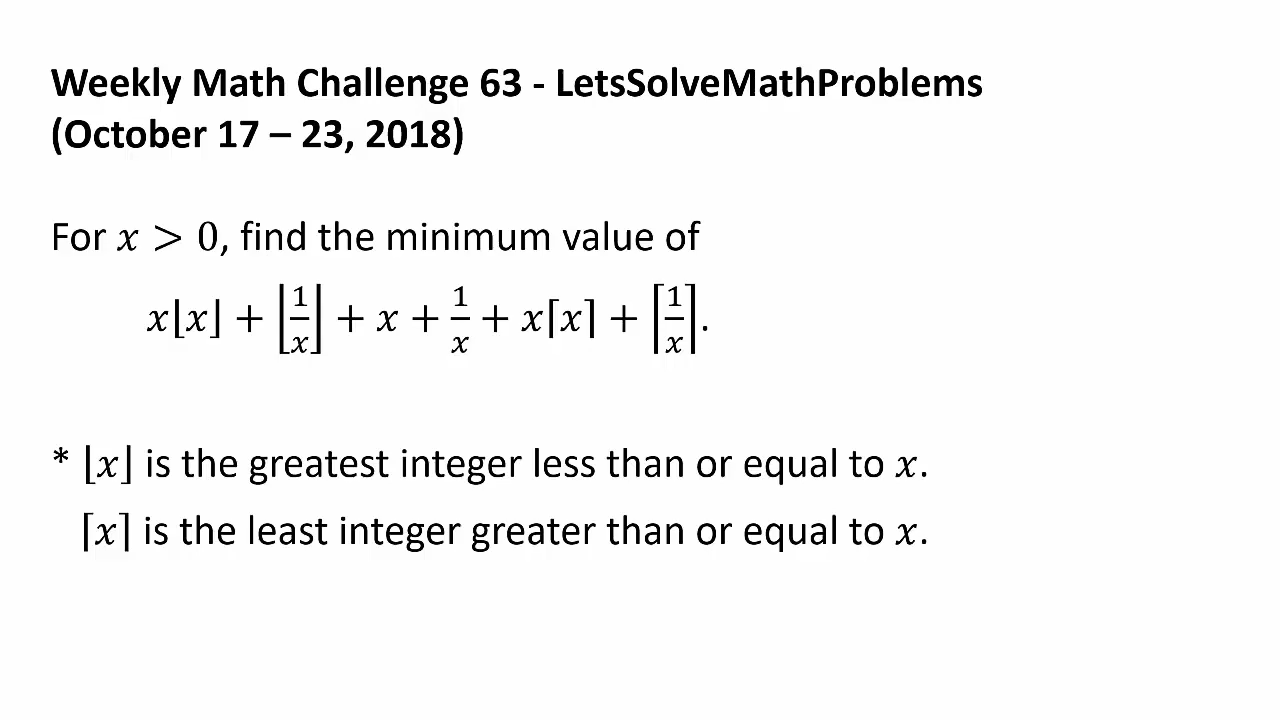 Weekly Math Challenge 63 - LetsSolveMathProblems
(October 17 – 23, 2018)
For x > 0, find the minimum value of
x⌊x⌋ + ⌊1/x⌋ + x + 1/x + x⌈x⌉ + ⌈1/x⌉.
* ⌊x⌋ is the greatest integer less than or equal to x.
⌈x⌉ is the least integer greater than or equal to x.